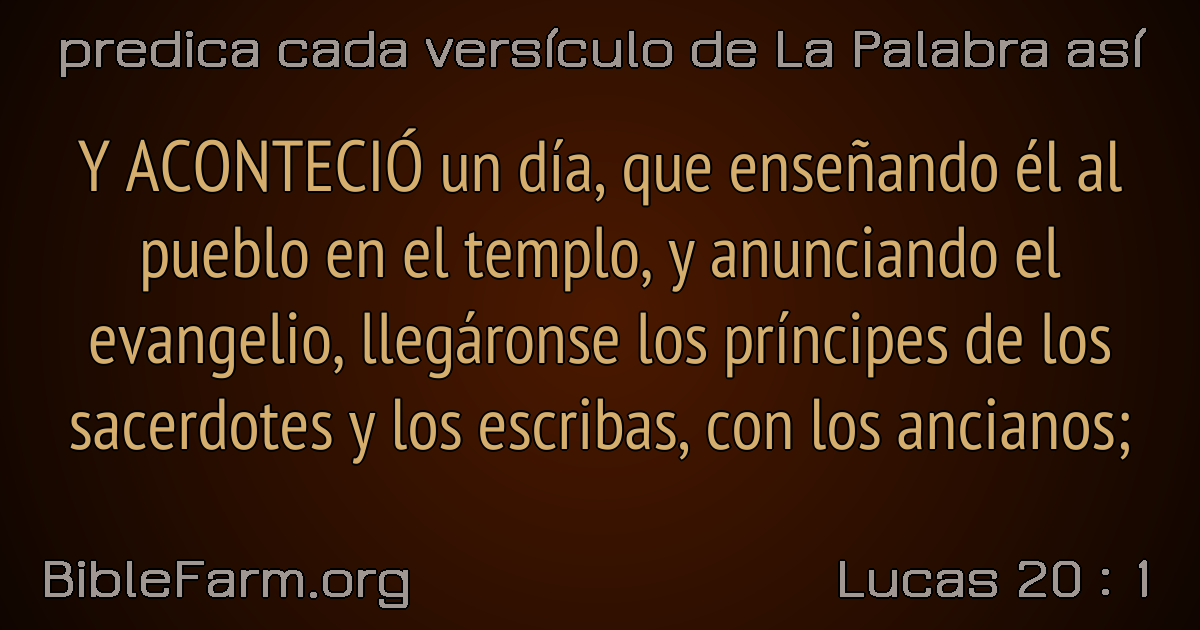 predica cada versículo de La Palabra así
Y ACONTECIÓ un día, que enseñando él al
pueblo en el templo, y anunciando el
evangelio, llegáronse los príncipes de los
sacerdotes y los escribas, con los ancianos;
BibleFarm.org
Lucas 20 : 1